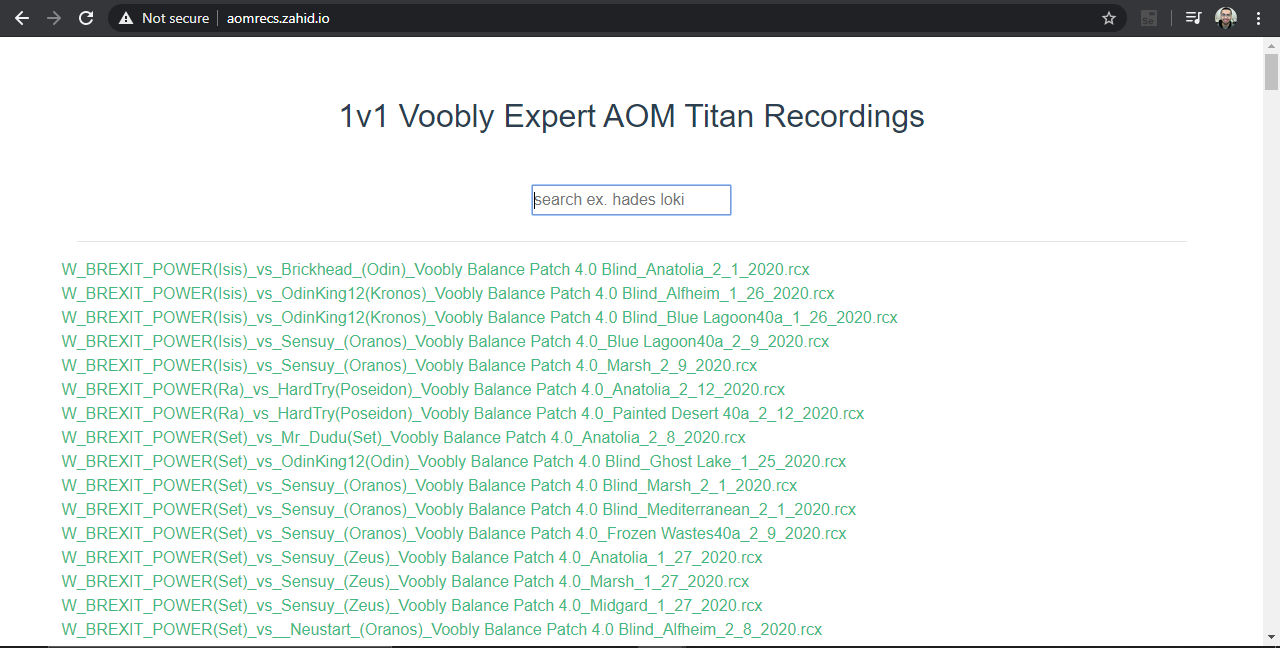 Not secure | aomrecs.zahid.io
Se
1v1 Voobly Expert AOM Titan Recordings
search ex. hades loki
W_BREXIT_POWER(Isis)_vs_Brickhead_(Odin)_Voobly Balance Patch 4.0 Blind_Anatolia_2_1_2020.rcx
W_BREXIT_POWER(Isis)_vs_OdinKing12(Kronos)_Voobly Balance Patch 4.0 Blind_Alfheim_1_26_2020.rcx
W_BREXIT_POWER(Isis)_vs_OdinKing12(Kronos)_Voobly Balance Patch 4.0 Blind_Blue Lagoon40a_1_26_2020.rcx
W_BREXIT_POWER(Isis)_vs_Sensuy_(Oranos)_Voobly Balance Patch 4.0_Blue Lagoon40a_2_9_2020.rcx
W_BREXIT_POWER(Isis)_vs_Sensuy_(Oranos)_Voobly Balance Patch 4.0_Marsh_2_9_2020.rcx
W_BREXIT_POWER(Ra)_vs_HardTry(Poseidon)_Voobly Balance Patch 4.0_Anatolia_2_12_2020.rcx
W_BREXIT_POWER(Ra)_vs_HardTry(Poseidon)_Voobly Balance Patch 4.0_Painted Desert 40a_2_12_2020.rcx
W_BREXIT_POWER(Set)_vs_Mr_Dudu(Set)_Voobly Balance Patch 4.0_Anatolia_2_8_2020.rcx
W_BREXIT_POWER(Set)_vs_OdinKing12(Odin)_Voobly Balance Patch 4.0 Blind_Ghost Lake_1_25_2020.rcx
W_BREXIT_POWER(Set)_vs_Sensuy_(Oranos)_Voobly Balance Patch 4.0 Blind_Marsh_2_1_2020.rcx
W_BREXIT_POWER(Set)_vs_Sensuy_(Oranos)_Voobly Balance Patch 4.0 Blind_Mediterranean_2_1_2020.rcx
W_BREXIT_POWER(Set)_vs_Sensuy_(Oranos)_Voobly Balance Patch 4.0_Frozen Wastes40a_2_9_2020.rcx
W_BREXIT_POWER(Set)_vs_Sensuy_(Zeus)_Voobly Balance Patch 4.0_Anatolia_1_27_2020.rcx
W_BREXIT_POWER(Set)_vs_Sensuy_(Zeus)_Voobly Balance Patch 4.0_Marsh_1_27_2020.rcx
W_BREXIT_POWER(Set)_vs_Sensuy_(Zeus)_Voobly Balance Patch 4.0_Midgard_1_27_2020.rcx
W_BREXIT_POWER(Set)_vs__Neustart_(Oranos)_Voobly Balance Patch 4.0 Blind_Alfheim_2_8_2020.rcx